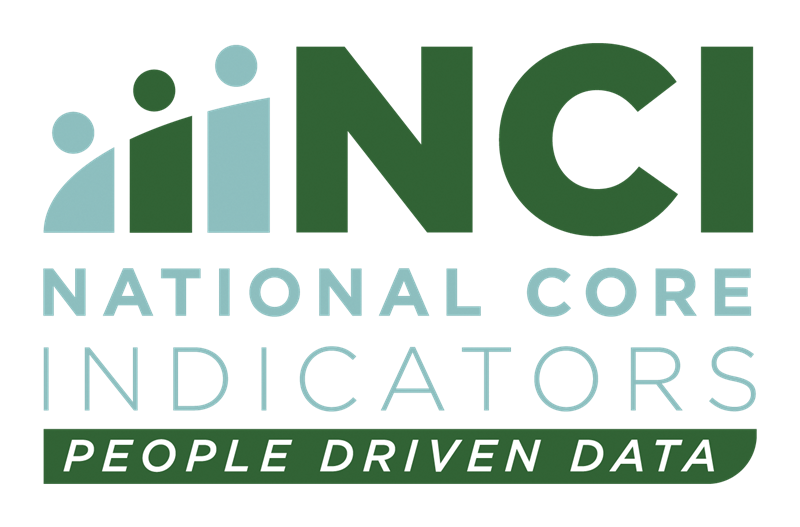 NCI
NATIONAL CORE
INDICATORS
PEOPLE DRIVEN DATA